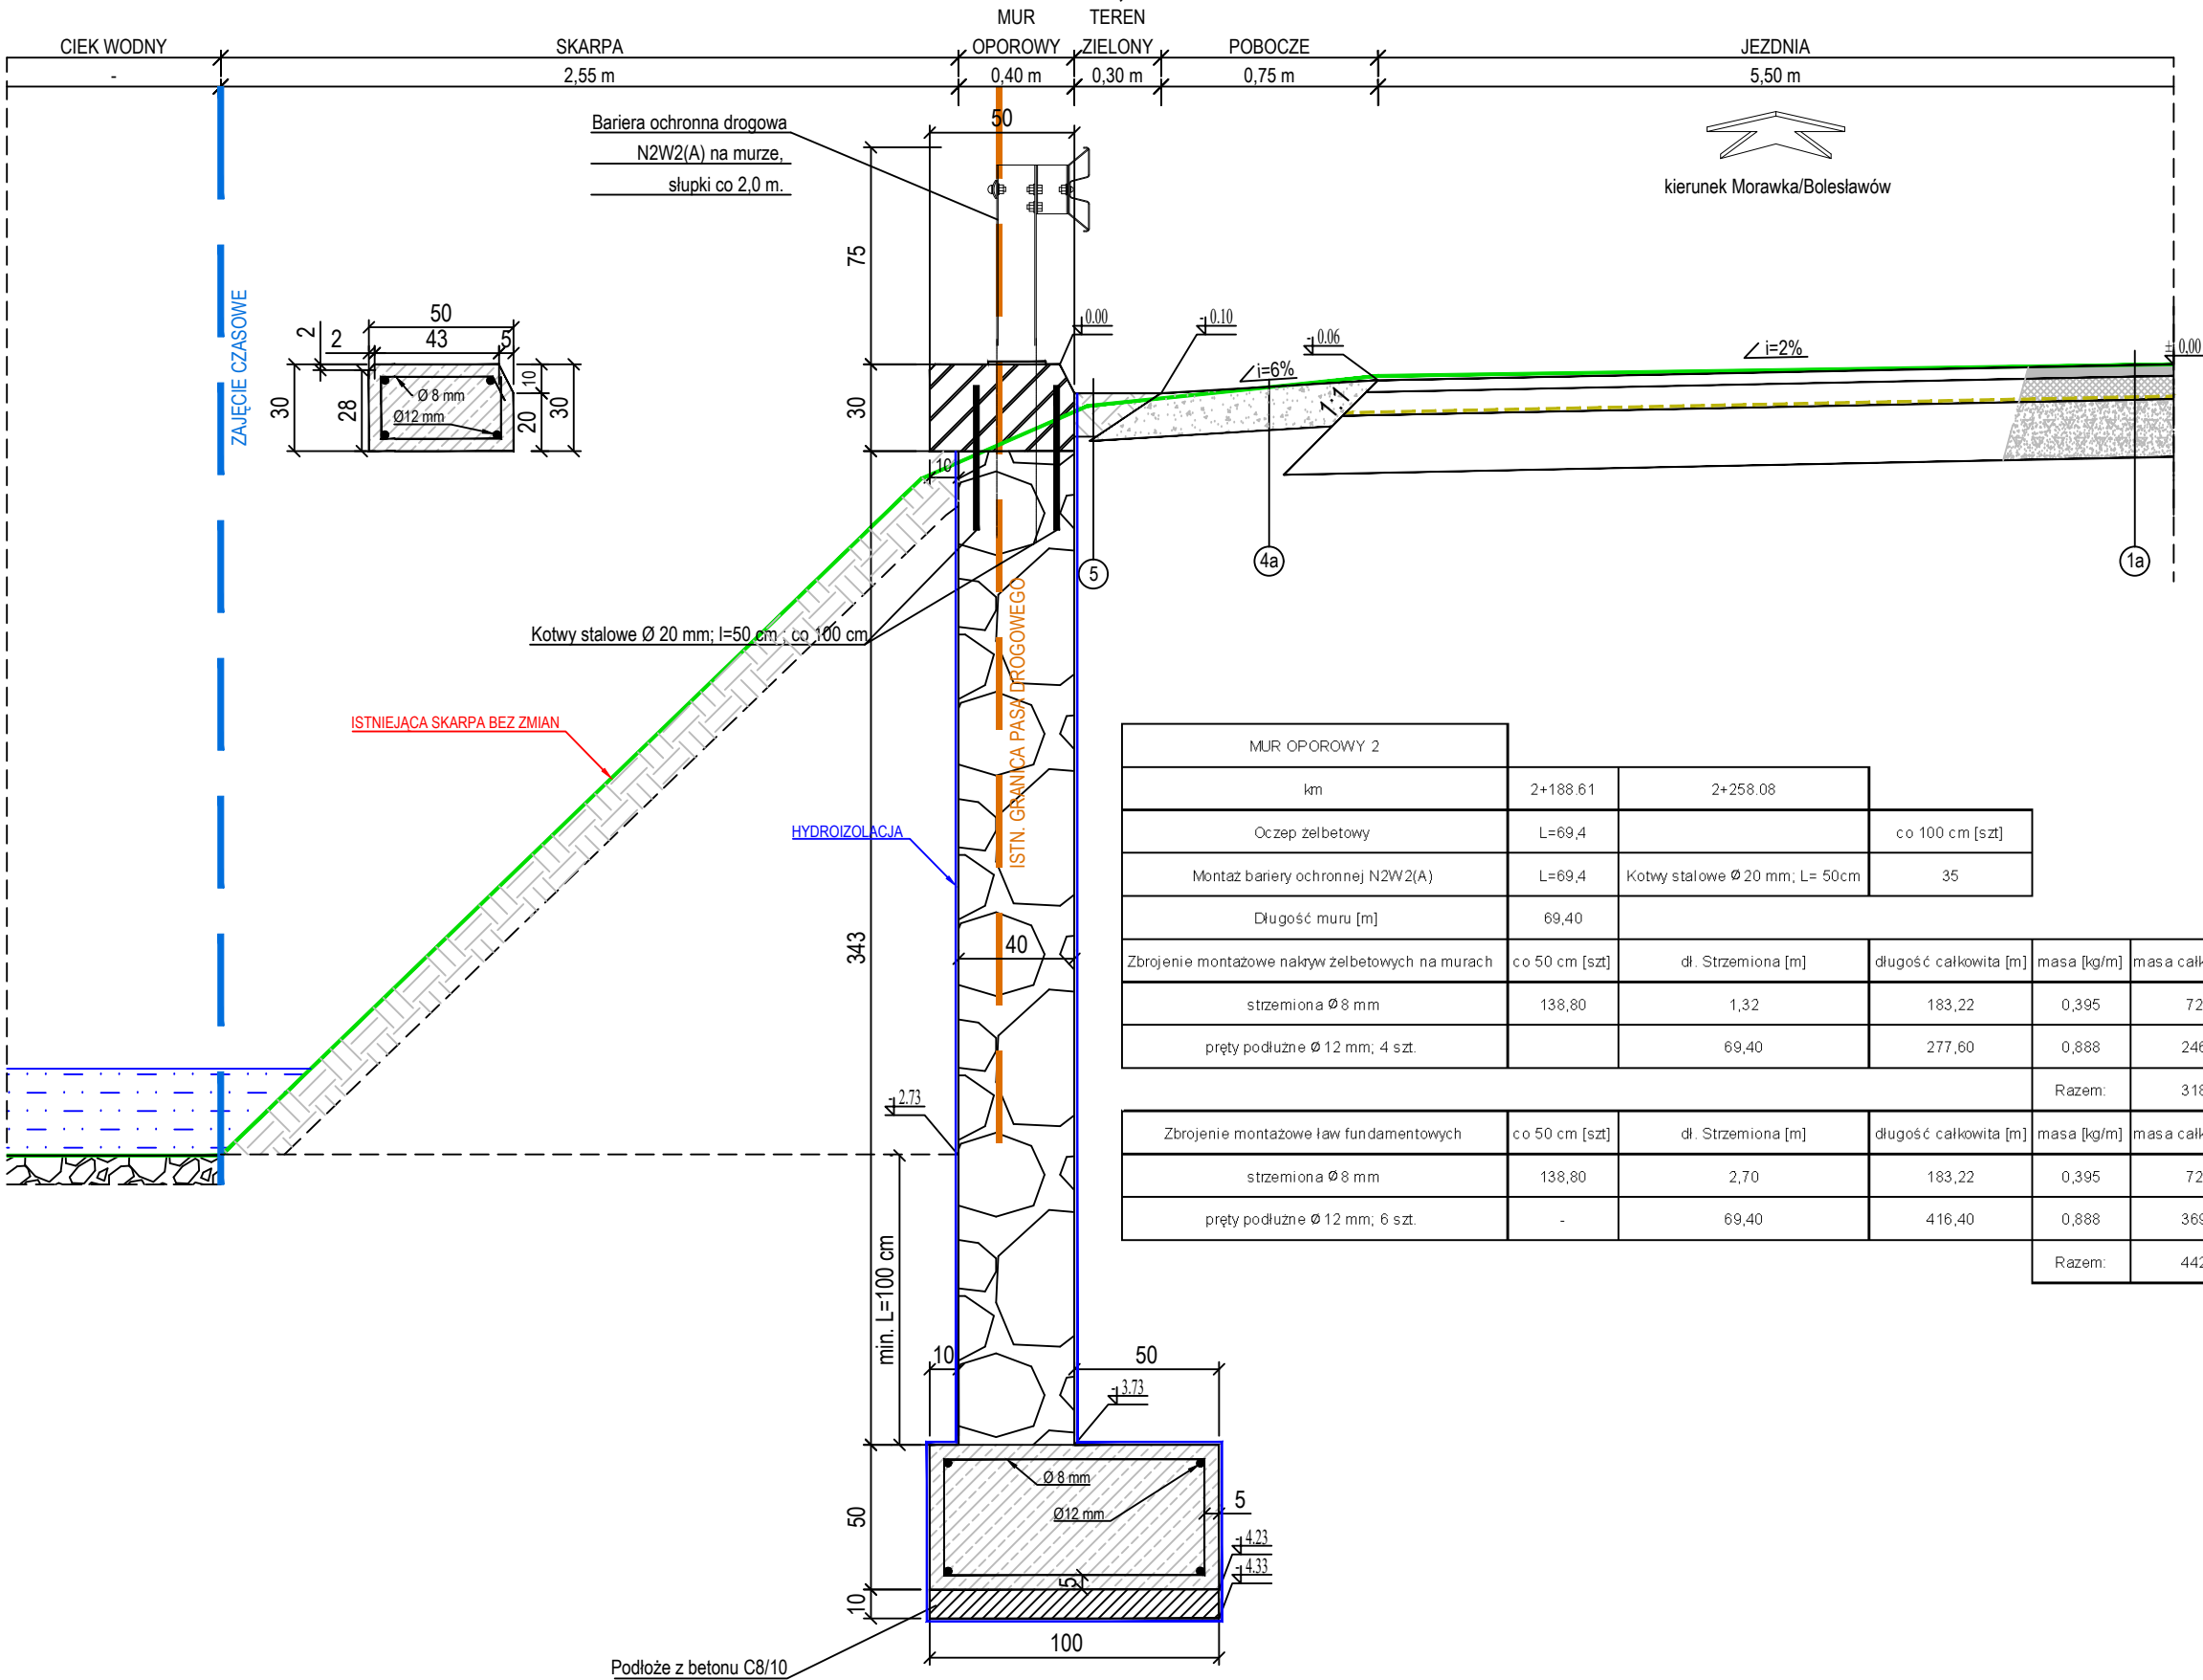 MUR
TEREN
CIEK WODNY
SKARPA
OPOROWY
ZIELONY
POBOCZE
JEZDNIA
-
2,55 m
0,40 m
0,30 m
0,75 m
5,50 m
Bariera ochronna drogowa
N2W2(A) na murze,
słupki co 2,0 m.
50
kierunek Morawka/Bolesławów
75
ZAJĘCIE CZASOWE
50
2
2
43
5
10
30
28
20
30
Ø 8 mm
Ø12 mm
0.00
- 0.10
- 0.06
i=6%
i=2%
± 0,00
1:1
30
10
5
4a
1a
Kotwy stalowe Ø 20 mm; l=50 cm ; co 100 cm
ISTN. GRANICA PASA DROGOWEGO
ISTNIEJĄCA SKARPA BEZ ZMIAN
HYDROIZOLACJA
343
40
MUR OPOROWY 2
km 2+188.61 2+258.08
Oczep żelbetowy L=69,4 co 100 cm [szt]
Montaż bariery ochronnej N2W2(A) L=69,4 Kotwy stalowe Ø 20 mm; L= 50cm 35
Długość muru [m] 69,40
Zbrojenie montażowe nakryw żelbetowych na murach co 50 cm [szt] dł. Strzemiona [m] długość całkowita [m] masa [kg/m] masa całk
strzemiona Ø 8 mm 138,80 1,32 183,22 0,395 72
pręty podłużne Ø 12 mm; 4 szt. 69,40 277,60 0,888 246
Razem: 318
Zbrojenie montażowe ław fundamentowych co 50 cm [szt] dł. Strzemiona [m] długość całkowita [m] masa [kg/m] masa całk
strzemiona Ø 8 mm 138,80 2,70 183,22 0,395 72
pręty podłużne Ø 12 mm; 6 szt. - 69,40 416,40 0,888 369
Razem: 442
- 2.73
min. L=100 cm
10
50
- 3.73
Ø 8 mm
Ø12 mm
5
50
- 4.23
- 4.33
5
10
100
Podłoże z betonu C8/10